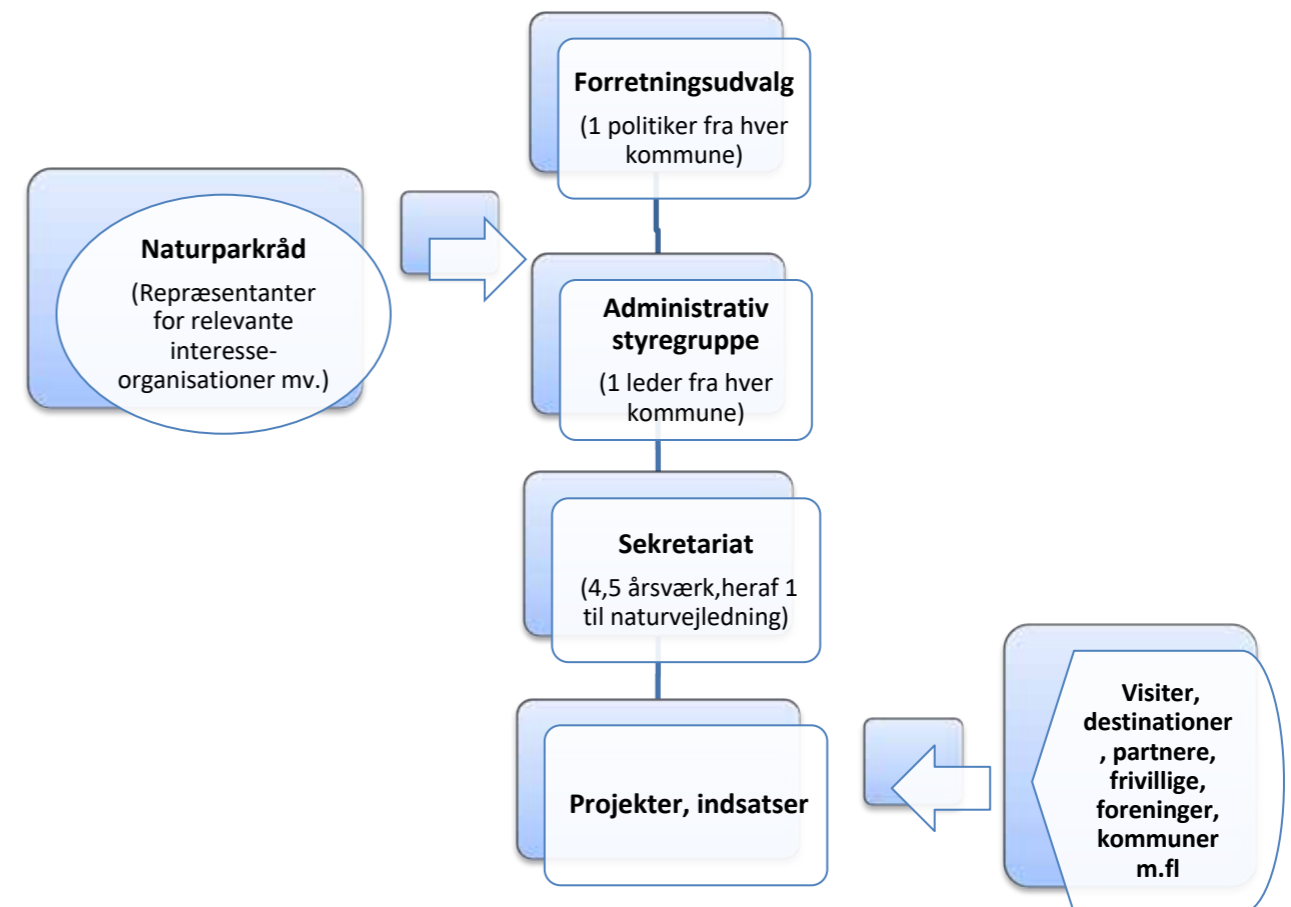 Forretningsudvalg
(1 politiker fra hver
kommune)
Naturparkråd
(Repræsentanter
for relevante
interesse-
organisationer mv.)
Administrativ
styregruppe
(1 leder fra hver
kommune)
Sekretariat
(4,5 årsværk,heraf 1
til naturvejledning)
Projekter, indsatser
Visiter,
destinationer
, partnere,
frivillige,
foreninger,
kommuner
m.fl